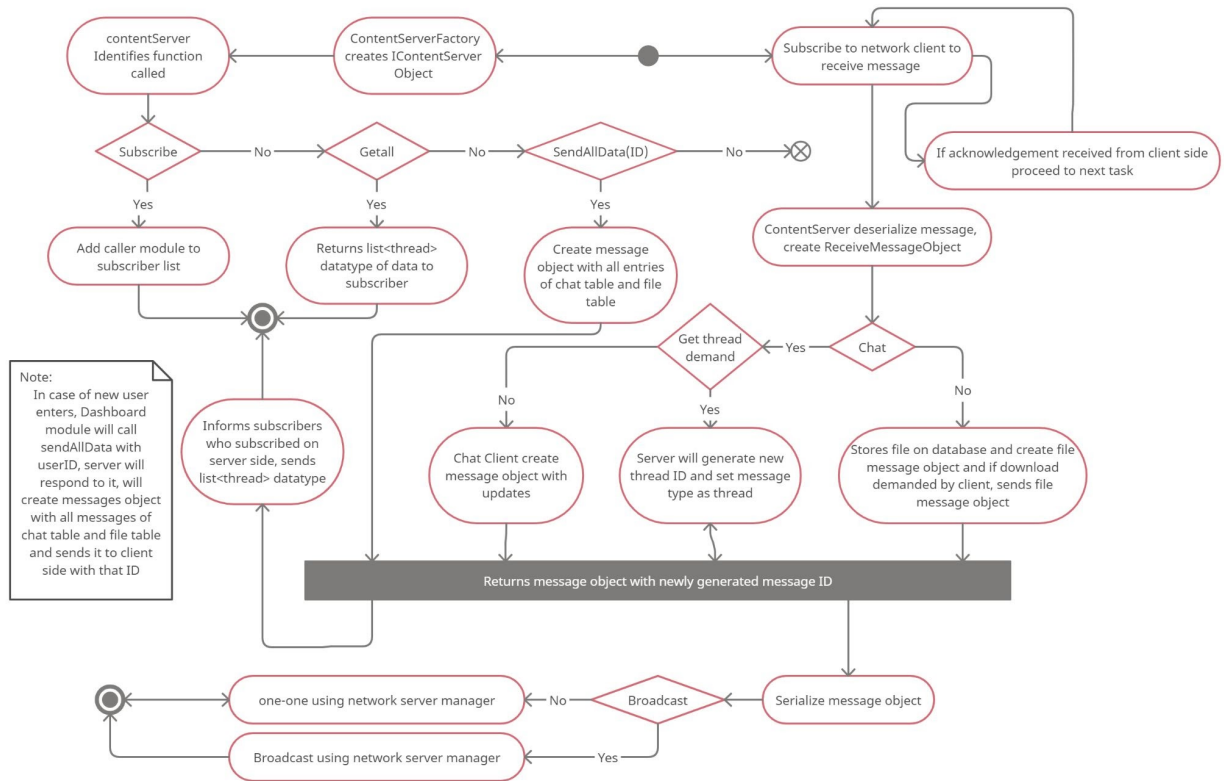 contentServer
Identifies function
called
ContentServerFactory
creates IContentServer
Object
Subscribe to network client to
receive message
If acknowledgement received from client side
proceed to next task
Subscribe
No
Getall
No
SendAllData(ID)
No
Yes
Yes
Yes
Add caller module to
subscriber list
Returns list<thread>
datatype of data to
subscriber
Create message
object with all entries
of chat table and file
table
ContentServer deserialize message,
create ReceiveMessageObject
Get thread
demand
Yes
Chat
No
Yes
No
Note:
In case of new user
enters, Dashboard
module will call
sendAllData with
userID, server will
respond to it, will
create messages object
with all messages of
chat table and file table
and sends it to client
side with that ID
Informs subscribers
who subscribed on
server side, sends
list<thread> datatype
Chat Client create
message object with
updates
Server will generate new
thread ID and set message
type as thread
Stores file on database and create file
message object and if download
demanded by client, sends file
message object
Returns message object with newly generated message ID
one-one using network server manager
No
Broadcast
Serialize message object
Broadcast using network server manager
Yes